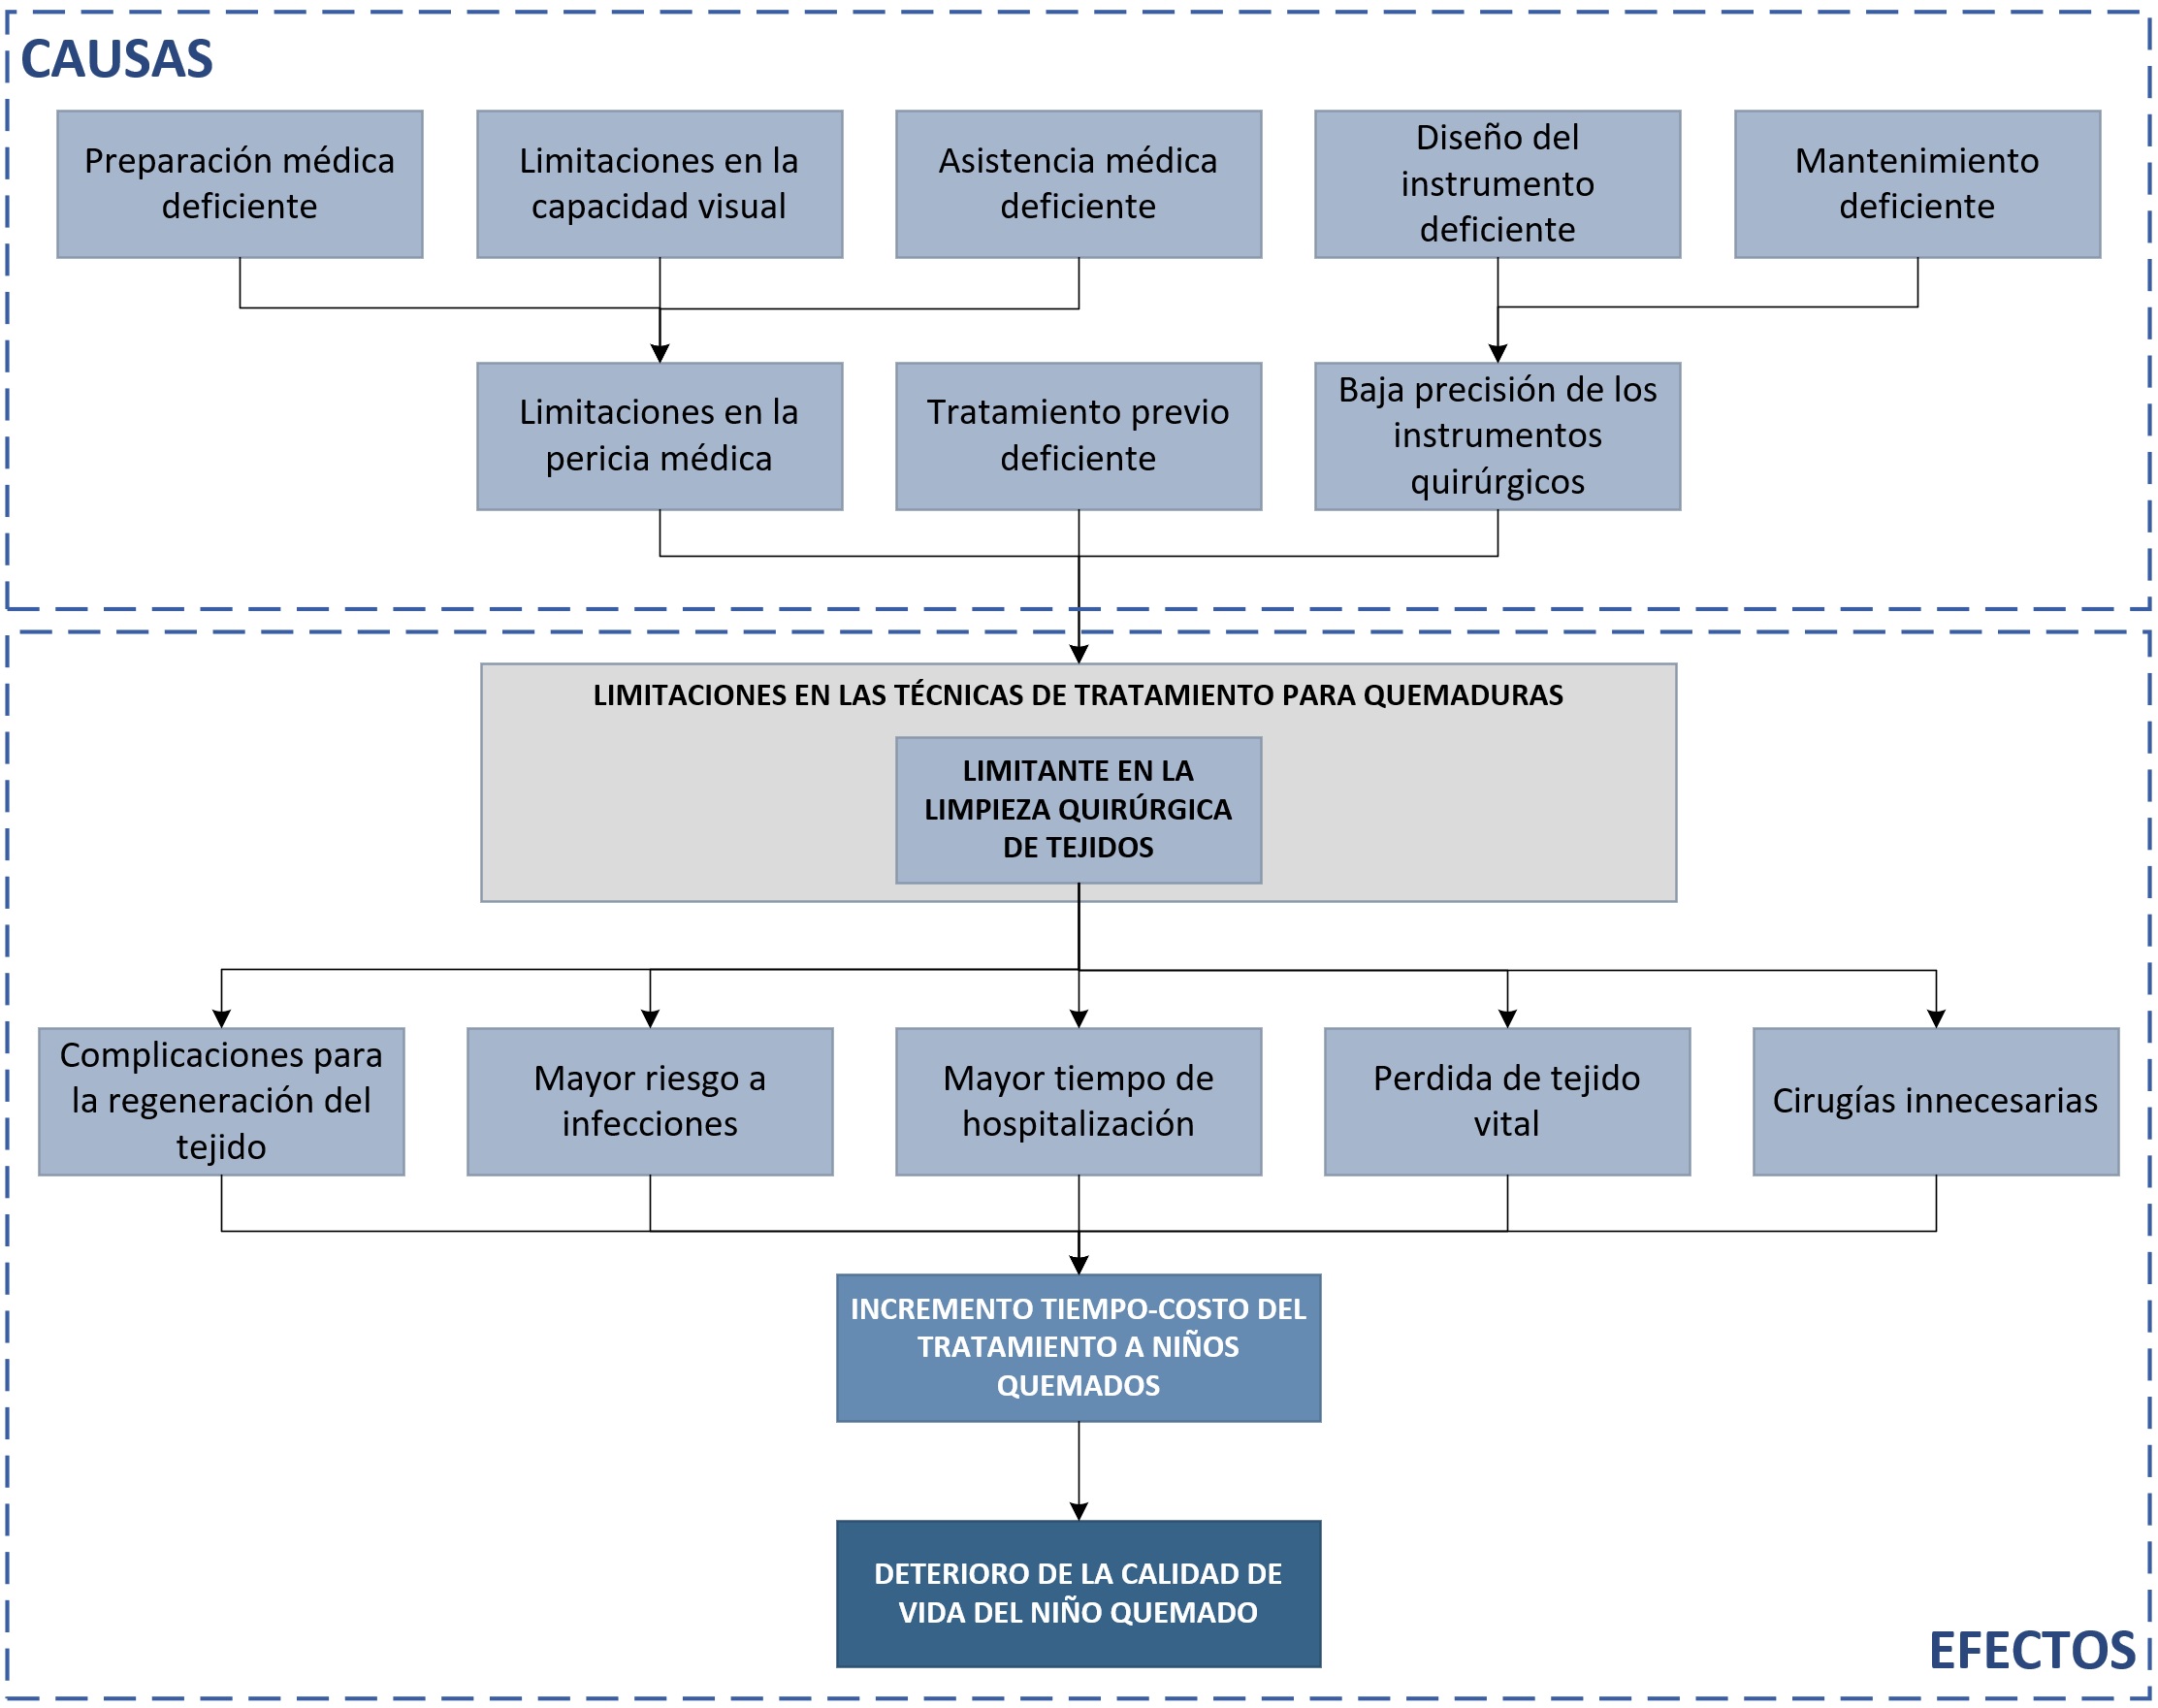 CAUSAS
Preparación médica
deficiente
Limitaciones en la
capacidad visual
Asistencia médica
deficiente
Diseño del
instrumento
deficiente
Mantenimiento
deficiente
Limitaciones en la
pericia médica
Tratamiento previo
deficiente
Baja precisión de los
instrumentos
quirúrgicos
LIMITACIONES EN LAS TÉCNICAS DE TRATAMIENTO PARA QUEMADURAS
LIMITANTE EN LA
LIMPIEZA QUIRÚRGICA
DE TEJIDOS
Complicaciones para
la regeneración del
tejido
Mayor riesgo a
infecciones
Mayor tiempo de
hospitalización
Perdida de tejido
vital
Cirugías innecesarias
INCREMENTO TIEMPO-COSTO DEL
TRATAMIENTO A NIÑOS
QUEMADOS
DETERIORO DE LA CALIDAD DE
VIDA DEL NIÑO QUEMADO
EFECTOS